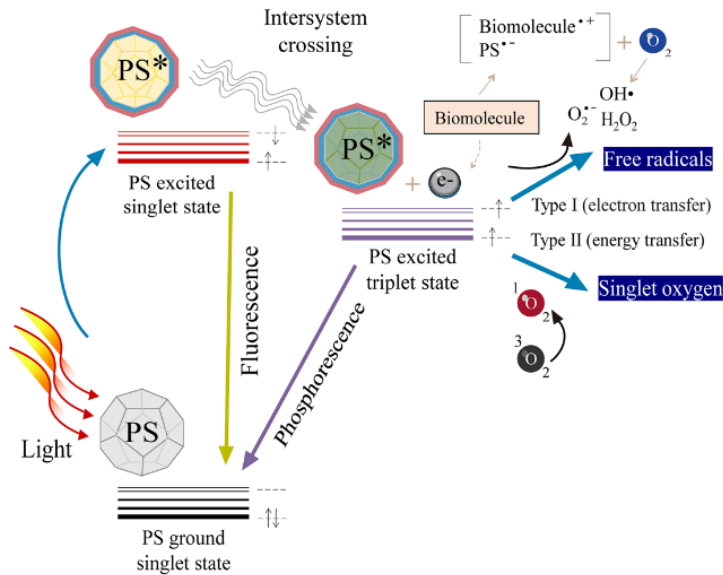 Intersystem
crossing
Biomolecule•+
PS•−
+
O2
PS*
OH•
O2•− H2O2
Biomolecule
PS*
+ e-
Free radicals
PS excited
singlet state
Type I (electron transfer)
Type II (energy transfer)
PS excited
triplet state
Singlet oxygen
1O2
3O2
Fluorescence
Phosphorescence
PS
Light
PS ground
singlet state